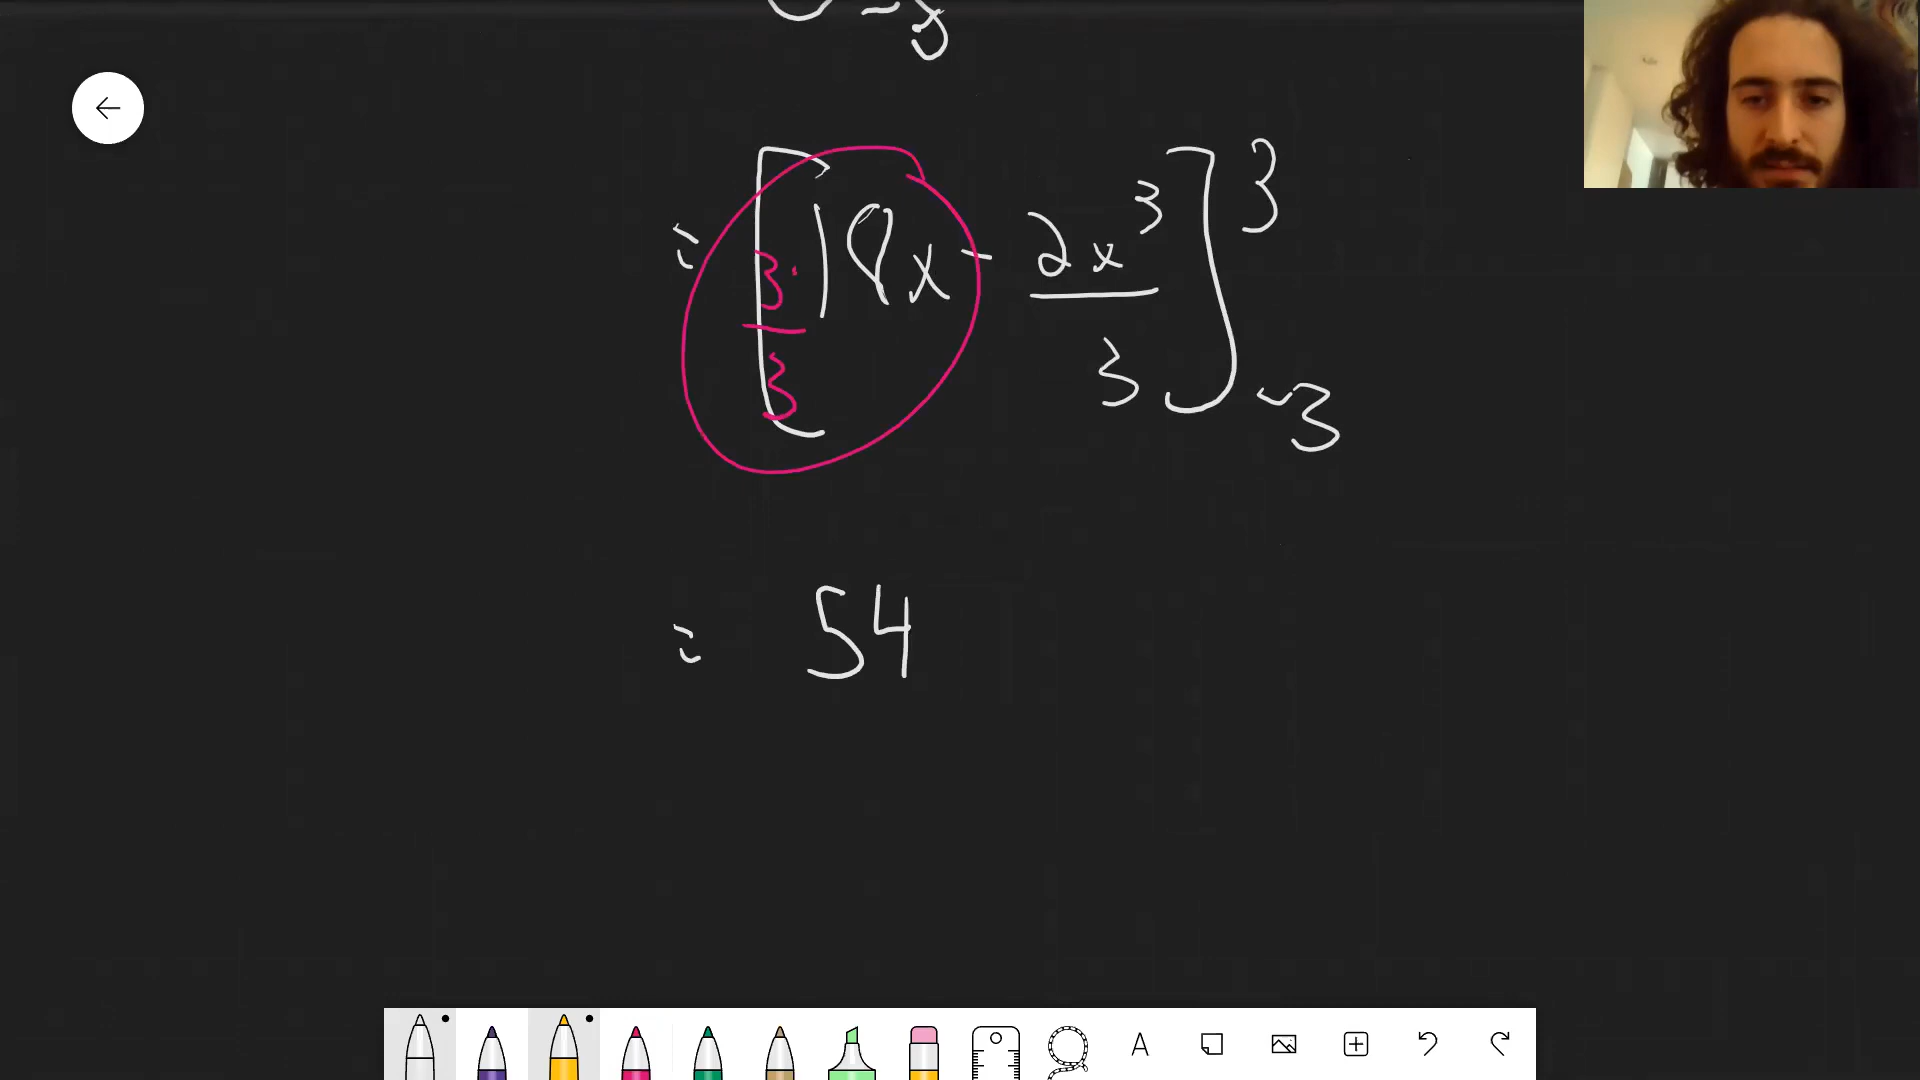 = [ 3/3 · 18x - 2x³/3 ]³₋₃
= 54
A